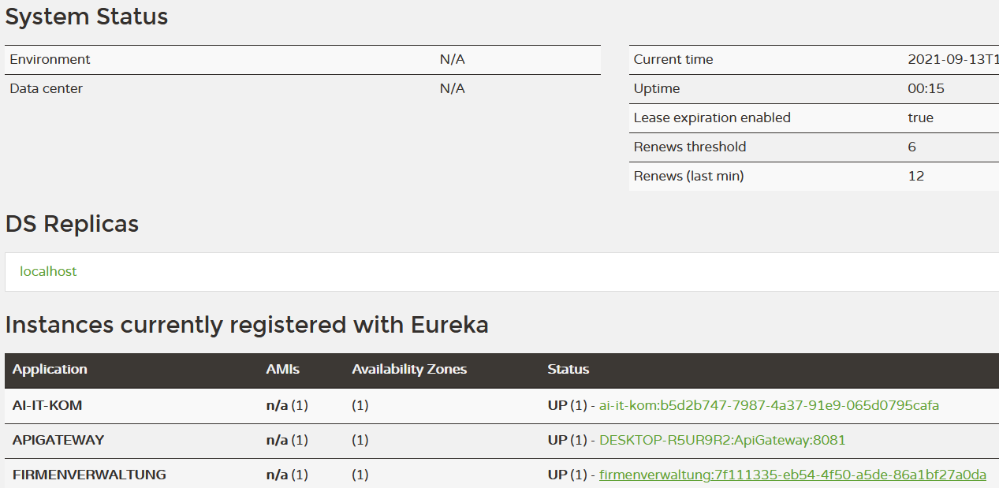 System Status
Environment N/A
Data center N/A
Current time 2021-09-13T1
Uptime 00:15
Lease expiration enabled true
Renews threshold 6
Renews (last min) 12
DS Replicas
localhost
Instances currently registered with Eureka
Application AMIs Availability Zones Status
AI-IT-KOM n/a (1) (1) UP (1) - ai-it-kom:b5d2b747-7987-4a37-91e9-065d0795cafa
APIGATEWAY n/a (1) (1) UP (1) - DESKTOP-R5UR9R2:ApiGateway:8081
FIRMENVERWALTUNG n/a (1) (1) UP (1) - firmenverwaltung:7f111335-eb54-4f50-a5de-86a1bf27a0da